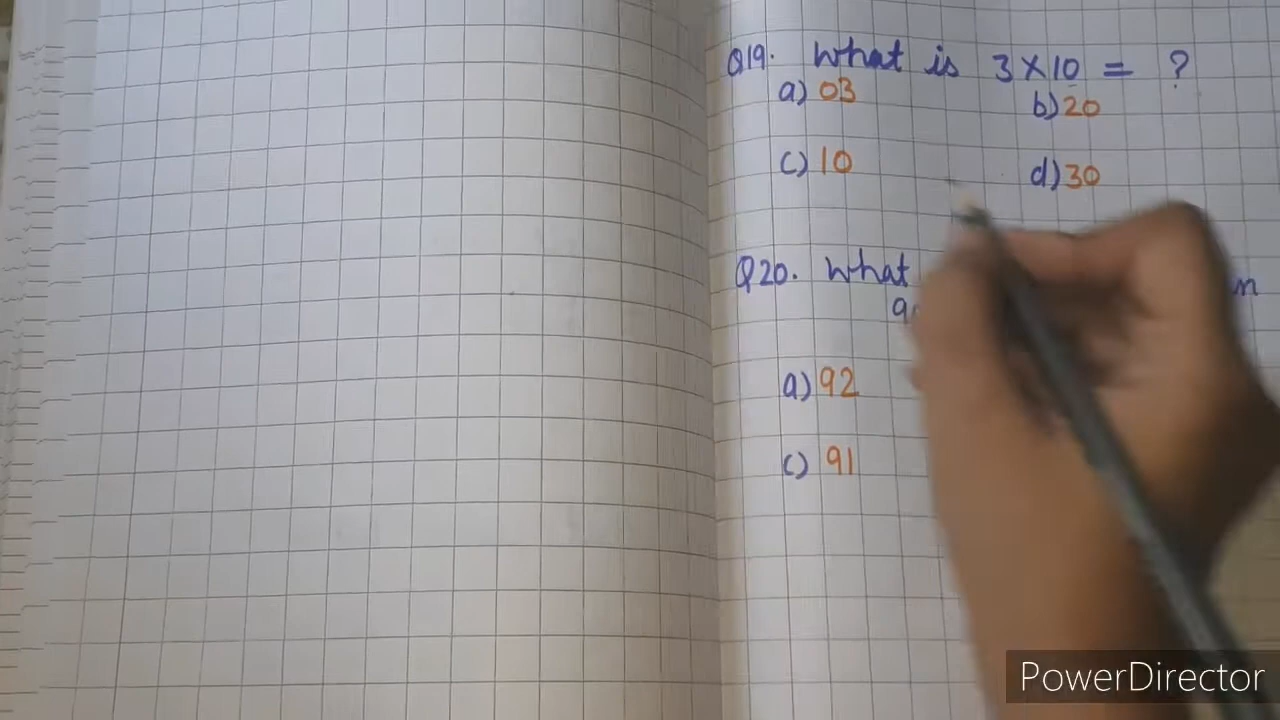 Q19. What is 3×10 = ?
a) 03 b) 20
c) 10 d) 30
Q20. What
a) 92
c) 91
PowerDirector